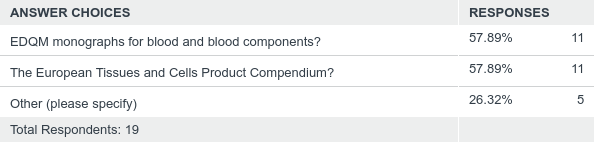 ANSWER CHOICES RESPONSES
EDQM monographs for blood and blood components? 57.89% 11
The European Tissues and Cells Product Compendium? 57.89% 11
Other (please specify) 26.32% 5
Total Respondents: 19